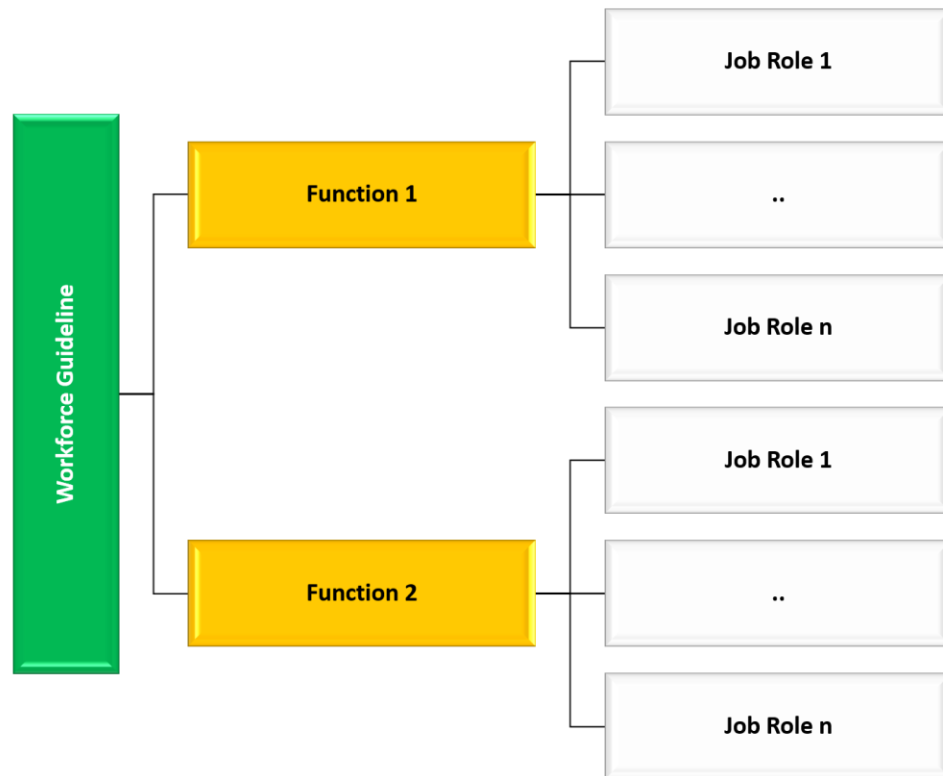 Workforce Guideline
Function 1
Job Role 1
..
Job Role n
Function 2
Job Role 1
..
Job Role n